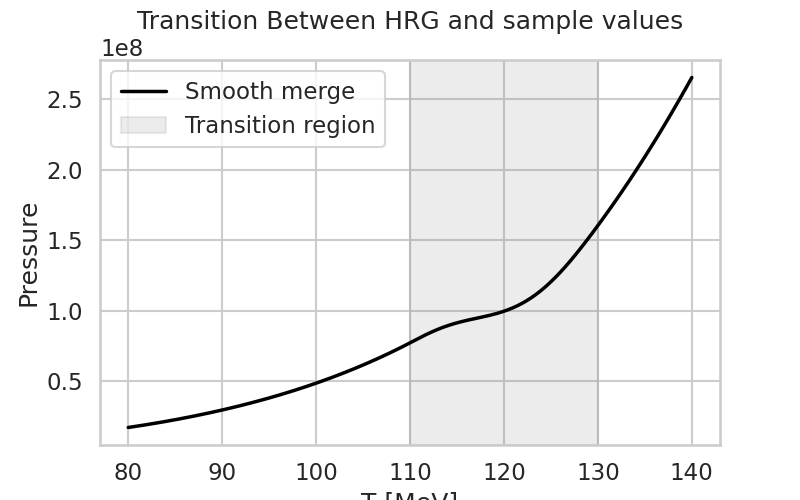 Transition Between HRG and sample values
1e8
Smooth merge
Transition region
2.5
2.0
1.5
1.0
0.5
Pressure
80 90 100 110 120 130 140
T [MeV]